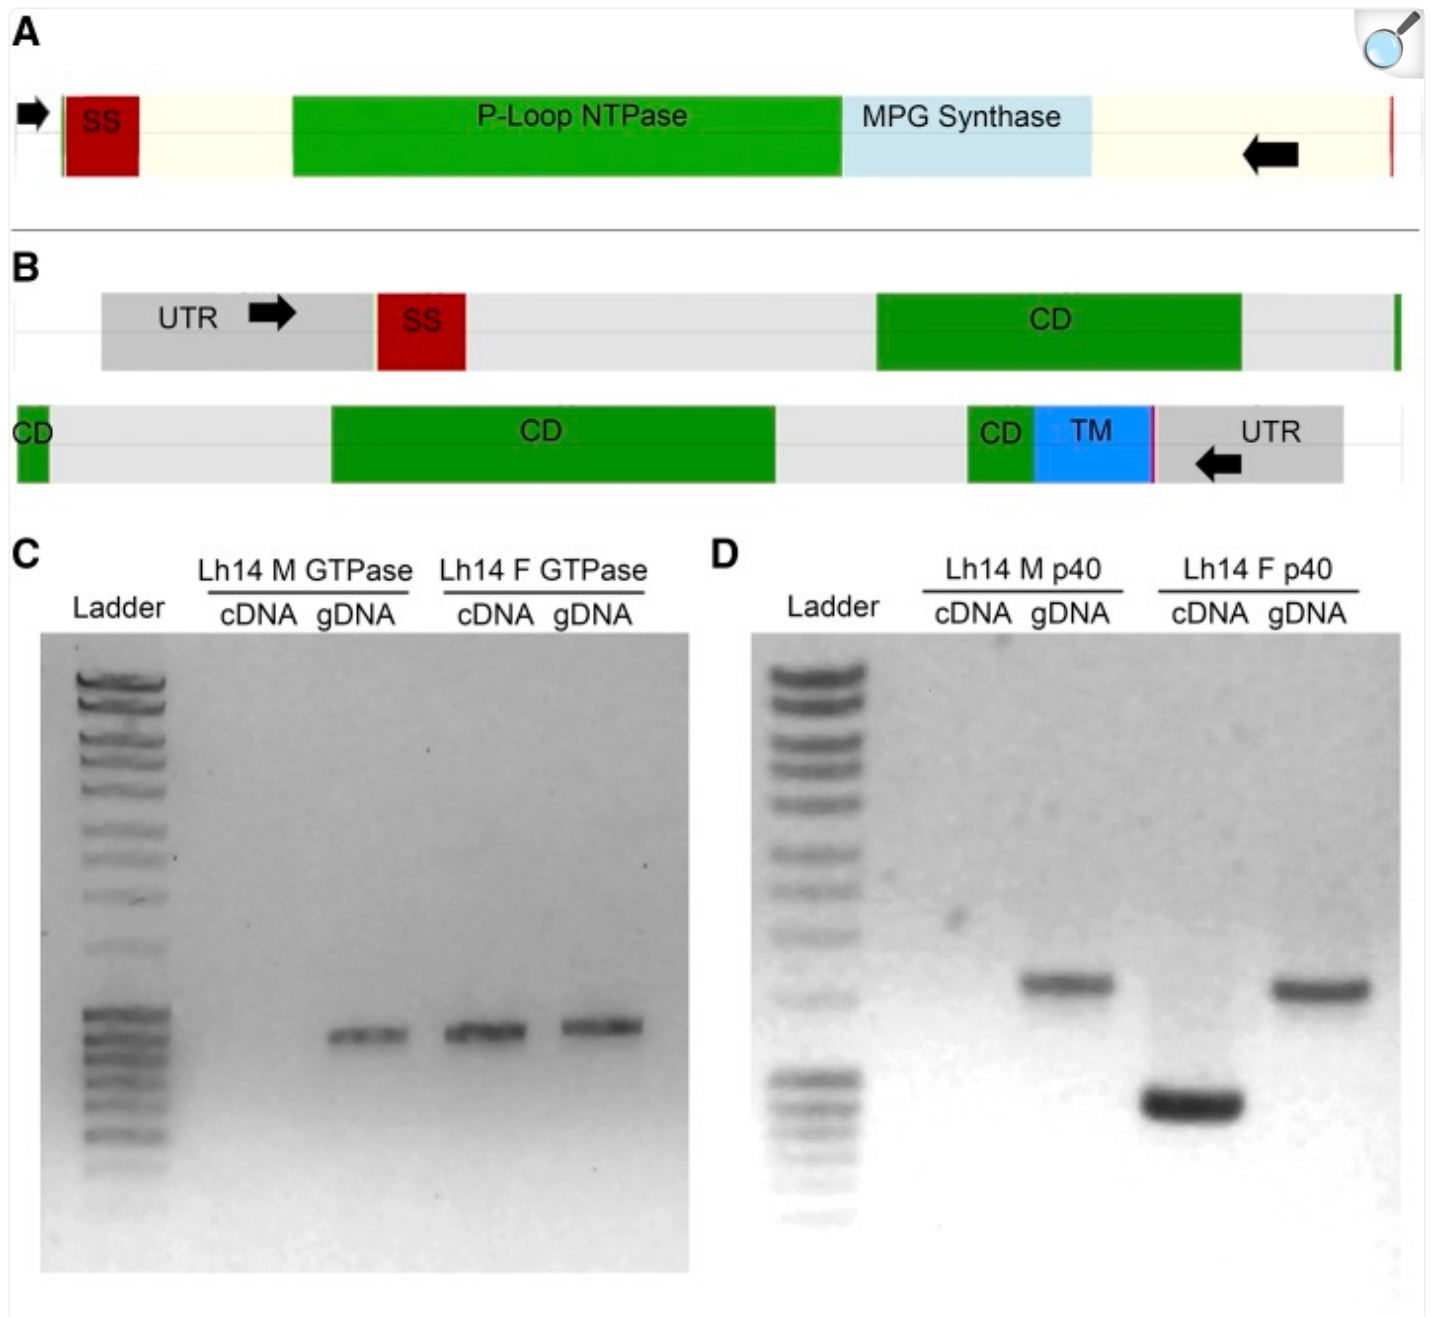 A
SS P-Loop NTPase MPG Synthase
B
UTR SS CD
CD CD CD TM UTR
C
Lh14 M GTPase Lh14 F GTPase
Ladder cDNA gDNA cDNA gDNA
D
Lh14 M p40 Lh14 F p40
Ladder cDNA gDNA cDNA gDNA